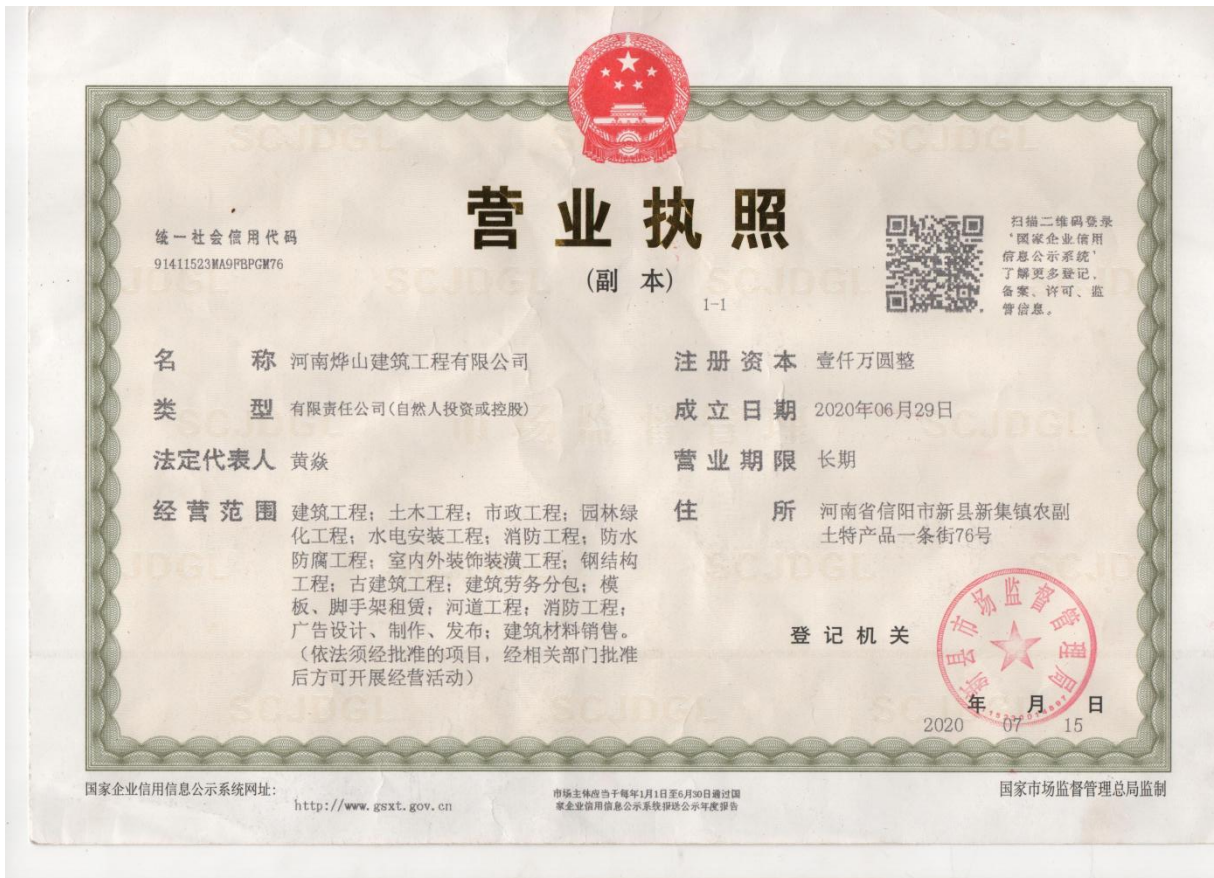 营业执照
(副 本)
1-1
统一社会信用代码
91411523MA9FBPGM76
扫描二维码登录
‘国家企业信用
信息公示系统’
了解更多登记、
备案、许可、监
管信息。
名 称 河南烨山建筑工程有限公司
类 型 有限责任公司(自然人投资或控股)
法定代表人 黄焱
经营范围 建筑工程；土木工程；市政工程；园林绿
化工程；水电安装工程；消防工程；防水
防腐工程；室内外装饰装潢工程；钢结构
工程；古建筑工程；建筑劳务分包；模
板、脚手架租赁；河道工程；消防工程；
广告设计、制作、发布；建筑材料销售。
（依法须经批准的项目，经相关部门批准
后方可开展经营活动）
注册资本 壹仟万圆整
成立日期 2020年06月29日
营业期限 长期
住 所 河南省信阳市新县新集镇农副
土特产品一条街76号
登记机关
新县市场监督管理局
年 月 日
2020 07 15
国家企业信用信息公示系统网址：
http://www.gsxt.gov.cn
市场主体应当于每年1月1日至6月30日通过国
家企业信用信息公示系统报送公示年度报告
国家市场监督管理总局监制